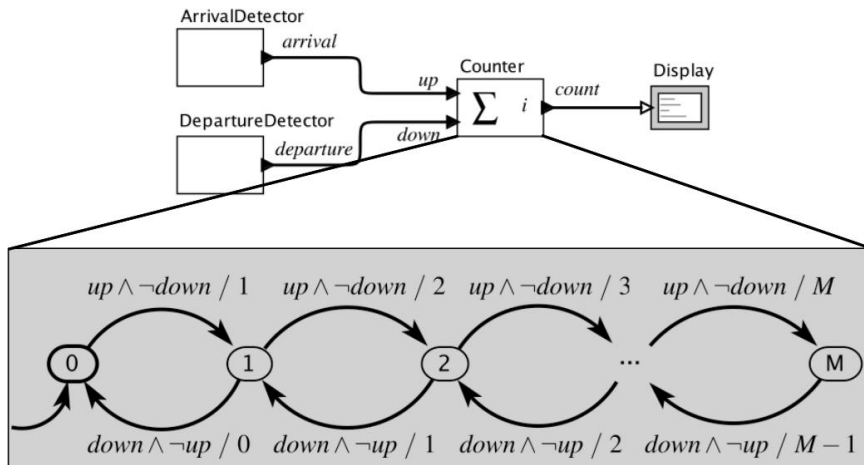 ArrivalDetector
arrival
Counter
Display
up
Σ i
count
DepartureDetector
down
departure
up ∧ ¬down / 1
up ∧ ¬down / 2
up ∧ ¬down / 3
up ∧ ¬down / M
0
1
2
...
M
down ∧ ¬up / 0
down ∧ ¬up / 1
down ∧ ¬up / 2
down ∧ ¬up / M − 1